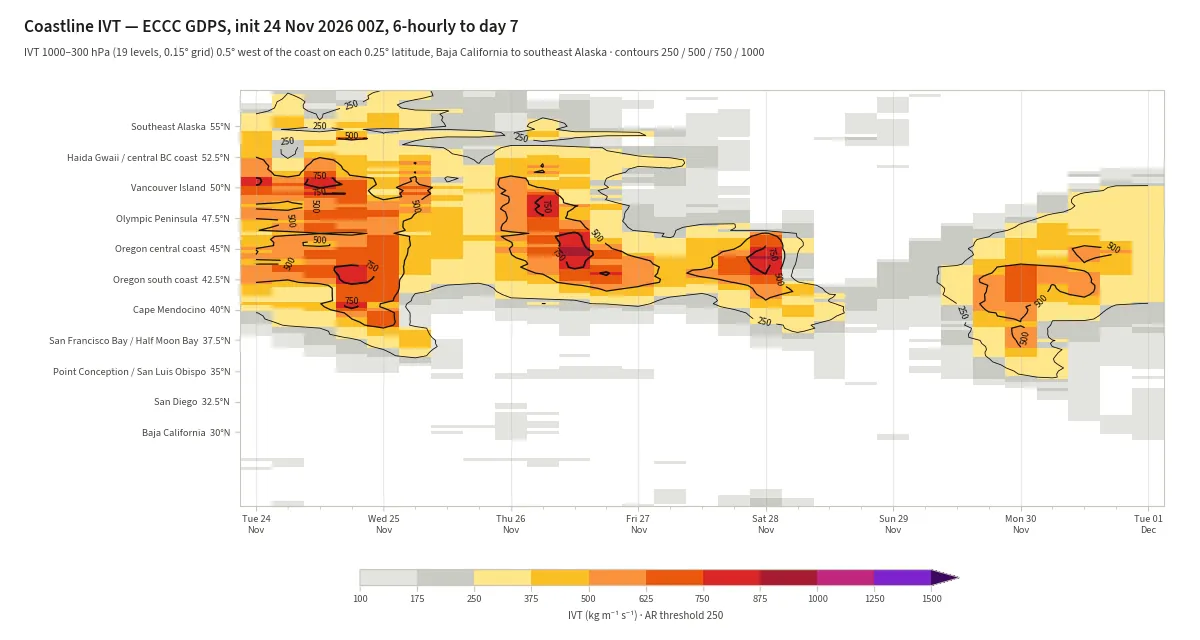 Coastline IVT — ECCC GDPS, init 24 Nov 2026 00Z, 6-hourly to day 7
IVT 1000–300 hPa (19 levels, 0.15° grid) 0.5° west of the coast on each 0.25° latitude, Baja California to southeast Alaska · contours 250 / 500 / 750 / 1000
Southeast Alaska 55°N
Haida Gwaii / central BC coast 52.5°N
Vancouver Island 50°N
Olympic Peninsula 47.5°N
Oregon central coast 45°N
Oregon south coast 42.5°N
Cape Mendocino 40°N
San Francisco Bay / Half Moon Bay 37.5°N
Point Conception / San Luis Obispo 35°N
San Diego 32.5°N
Baja California 30°N
250
250
500
250
250
750
750
500
500
500
500
500
750
750
750
500
750
750
500
250
250
500
500
500
Tue 24 Nov
Wed 25 Nov
Thu 26 Nov
Fri 27 Nov
Sat 28 Nov
Sun 29 Nov
Mon 30 Nov
Tue 01 Dec
100 175 250 375 500 625 750 875 1000 1250 1500
IVT (kg m⁻¹ s⁻¹) · AR threshold 250